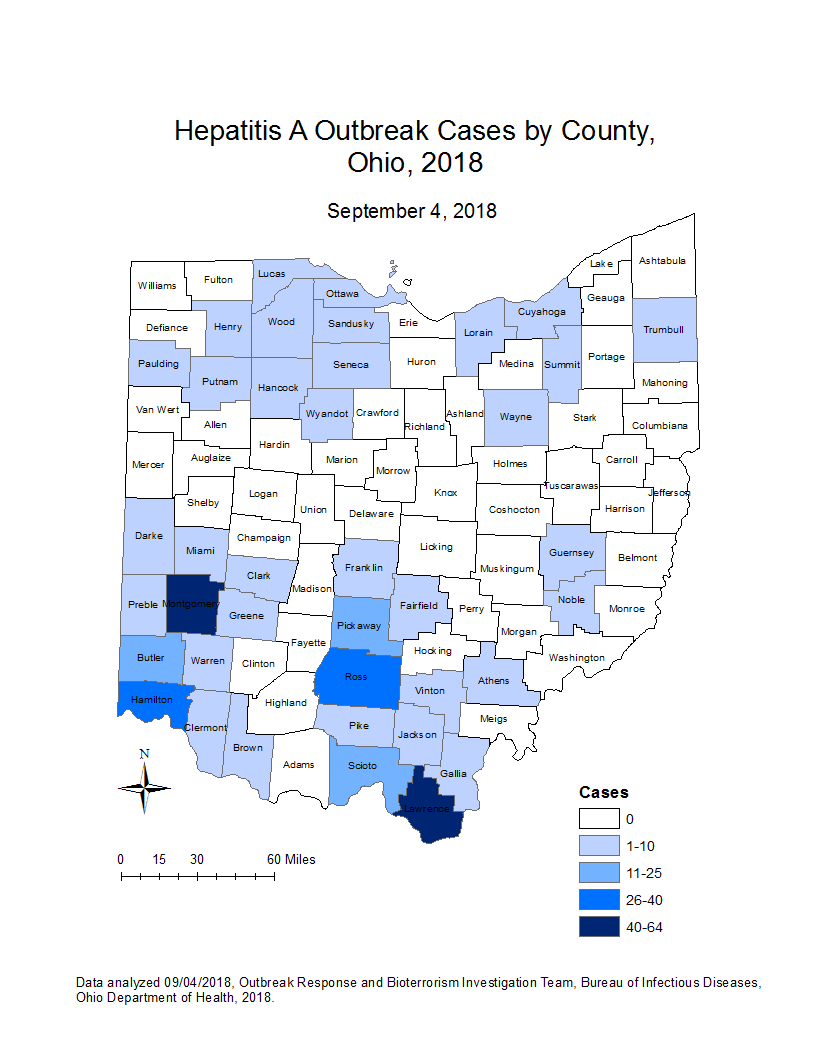 Hepatitis A Outbreak Cases by County,
Ohio, 2018
September 4, 2018
Ashtabula
Lake
Lucas
Fulton
Williams
Geauga
Ottawa
Cuyahoga
Wood
Sandusky
Erie
Henry
Defiance
Trumbull
Lorain
Portage
Huron
Medina
Summit
Paulding
Seneca
Putnam
Mahoning
Hancock
Van Wert
Wyandot
Crawford
Ashland
Wayne
Stark
Allen
Richland
Columbiana
Hardin
Auglaize
Marion
Carroll
Mercer
Holmes
Morrow
Tuscarawas
Logan
Knox
Jefferson
Shelby
Union
Coshocton
Harrison
Delaware
Darke
Champaign
Licking
Miami
Guernsey
Belmont
Franklin
Muskingum
Clark
Madison
Noble
Preble
Montgomery
Fairfield
Perry
Monroe
Greene
Pickaway
Morgan
Fayette
Hocking
Butler
Warren
Clinton
Washington
Ross
Athens
Vinton
Hamilton
Highland
Meigs
Clermont
Pike
Jackson
Brown
Adams
Scioto
Gallia
Lawrence
N
0 15 30 60 Miles
Cases
0
1-10
11-25
26-40
40-64
Data analyzed 09/04/2018, Outbreak Response and Bioterrorism Investigation Team, Bureau of Infectious Diseases,
Ohio Department of Health, 2018.